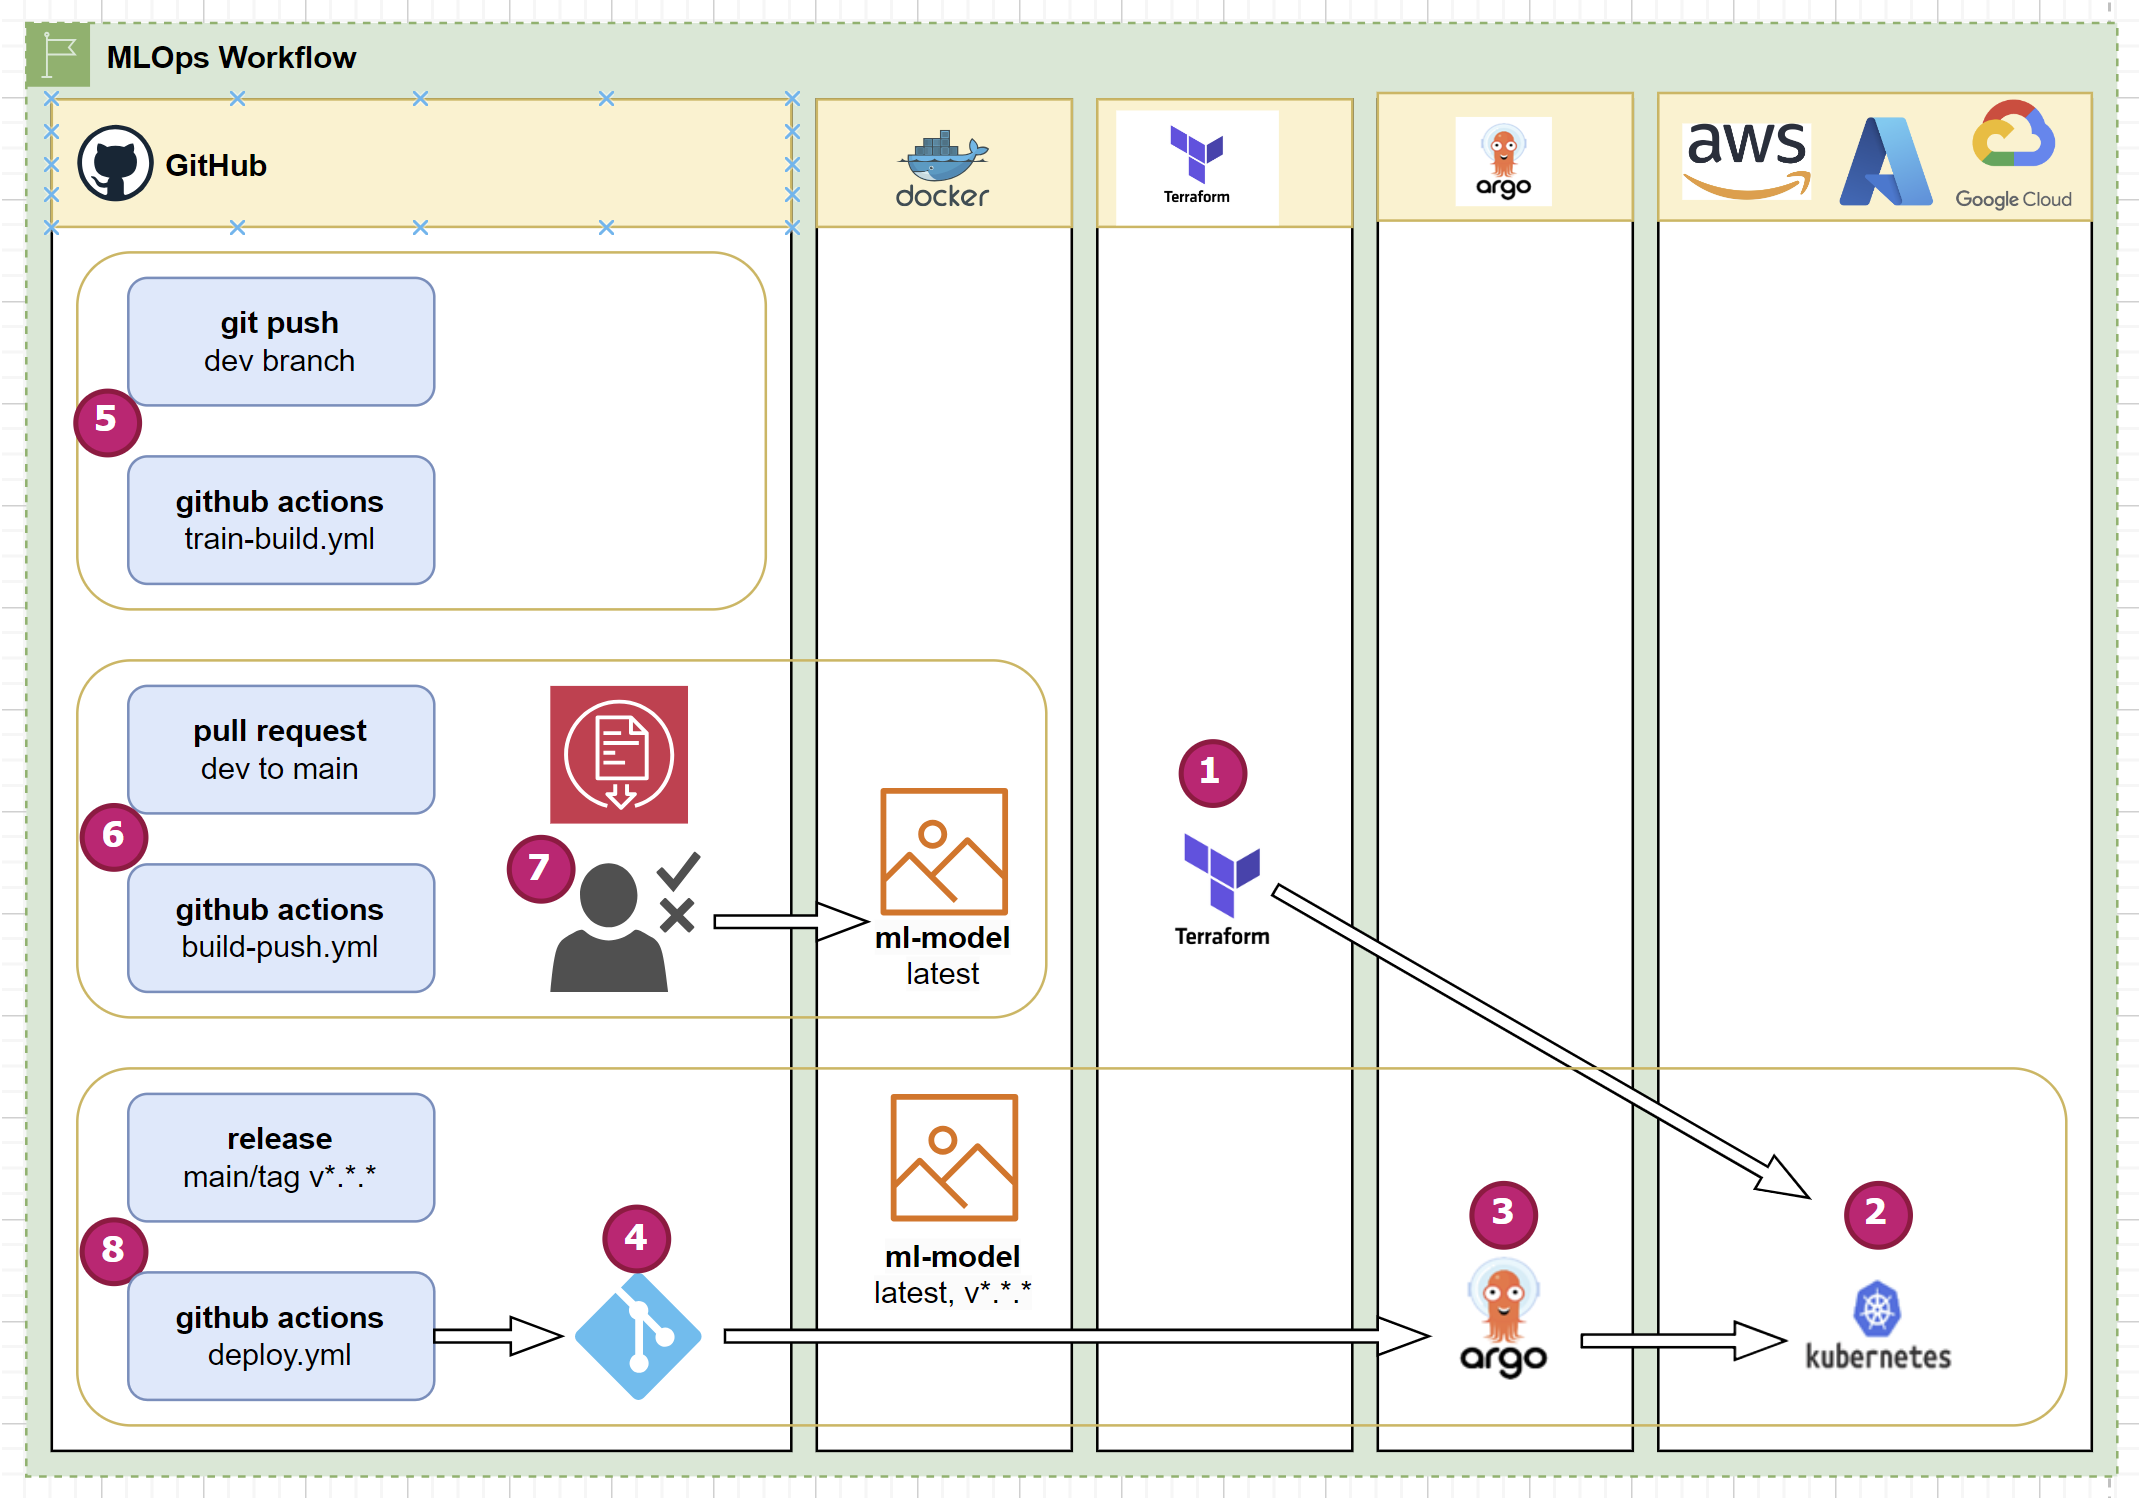 MLOps Workflow
GitHub
docker
Terraform
argo
aws
Google Cloud
git push
dev branch
5
github actions
train-build.yml
pull request
dev to main
6
github actions
build-push.yml
7
ml-model
latest
1
Terraform
release
main/tag v*.*.*
8
github actions
deploy.yml
4
ml-model
latest, v*.*.*
3
argo
2
kubernetes